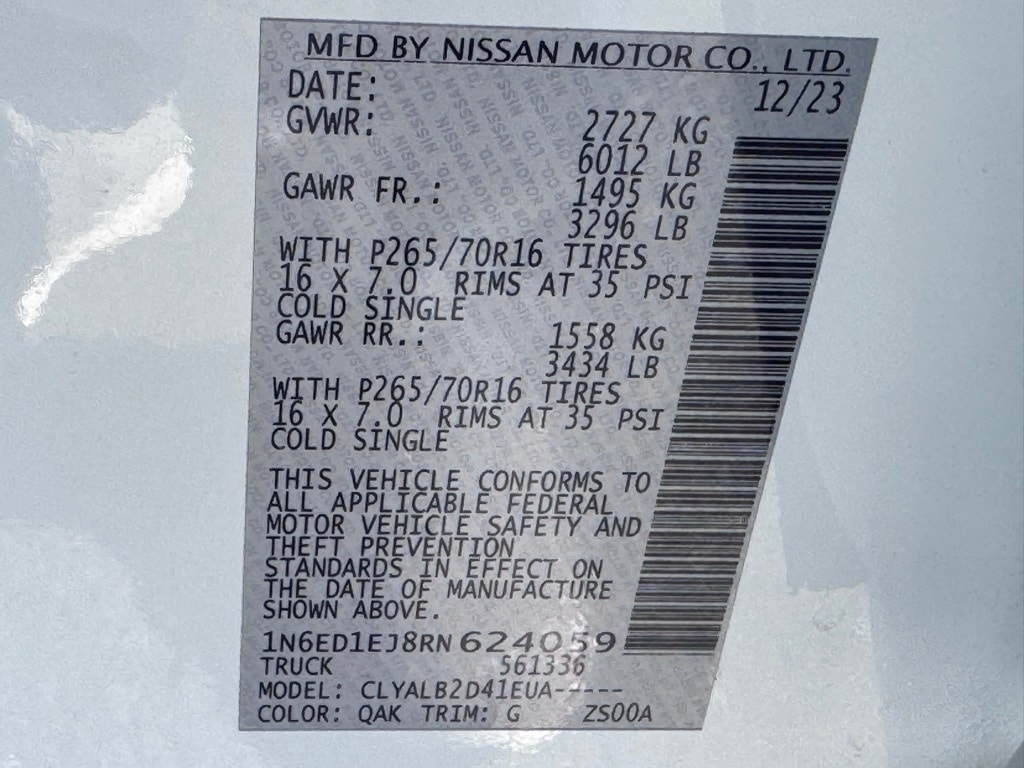 MFD BY NISSAN MOTOR CO., LTD.
DATE: 12/23
GVWR: 2727 KG
6012 LB
GAWR FR.: 1495 KG
3296 LB
WITH P265/70R16 TIRES
16 X 7.0 RIMS AT 35 PSI
COLD SINGLE
GAWR RR.: 1558 KG
3434 LB
WITH P265/70R16 TIRES
16 X 7.0 RIMS AT 35 PSI
COLD SINGLE
THIS VEHICLE CONFORMS TO
ALL APPLICABLE FEDERAL
MOTOR VEHICLE SAFETY AND
THEFT PREVENTION
STANDARDS IN EFFECT ON
THE DATE OF MANUFACTURE
SHOWN ABOVE.
1N6ED1EJ8RN624059
TRUCK 561336
MODEL: CLYALB2D41EUA-----
COLOR: QAK TRIM: G ZS00A